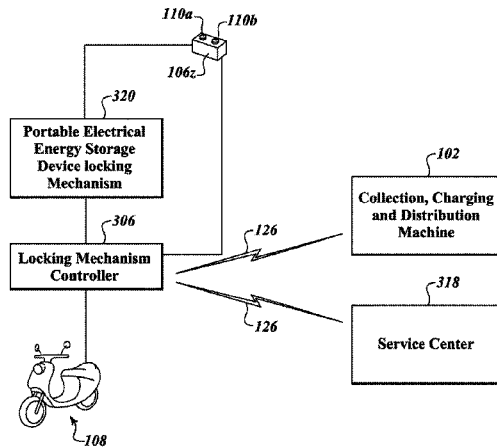 110a 110b
106z
320
Portable Electrical
Energy Storage
Device locking
Mechanism
306
Locking Mechanism
Controller
102
Collection, Charging
and Distribution
Machine
126
318
Service Center
126
108